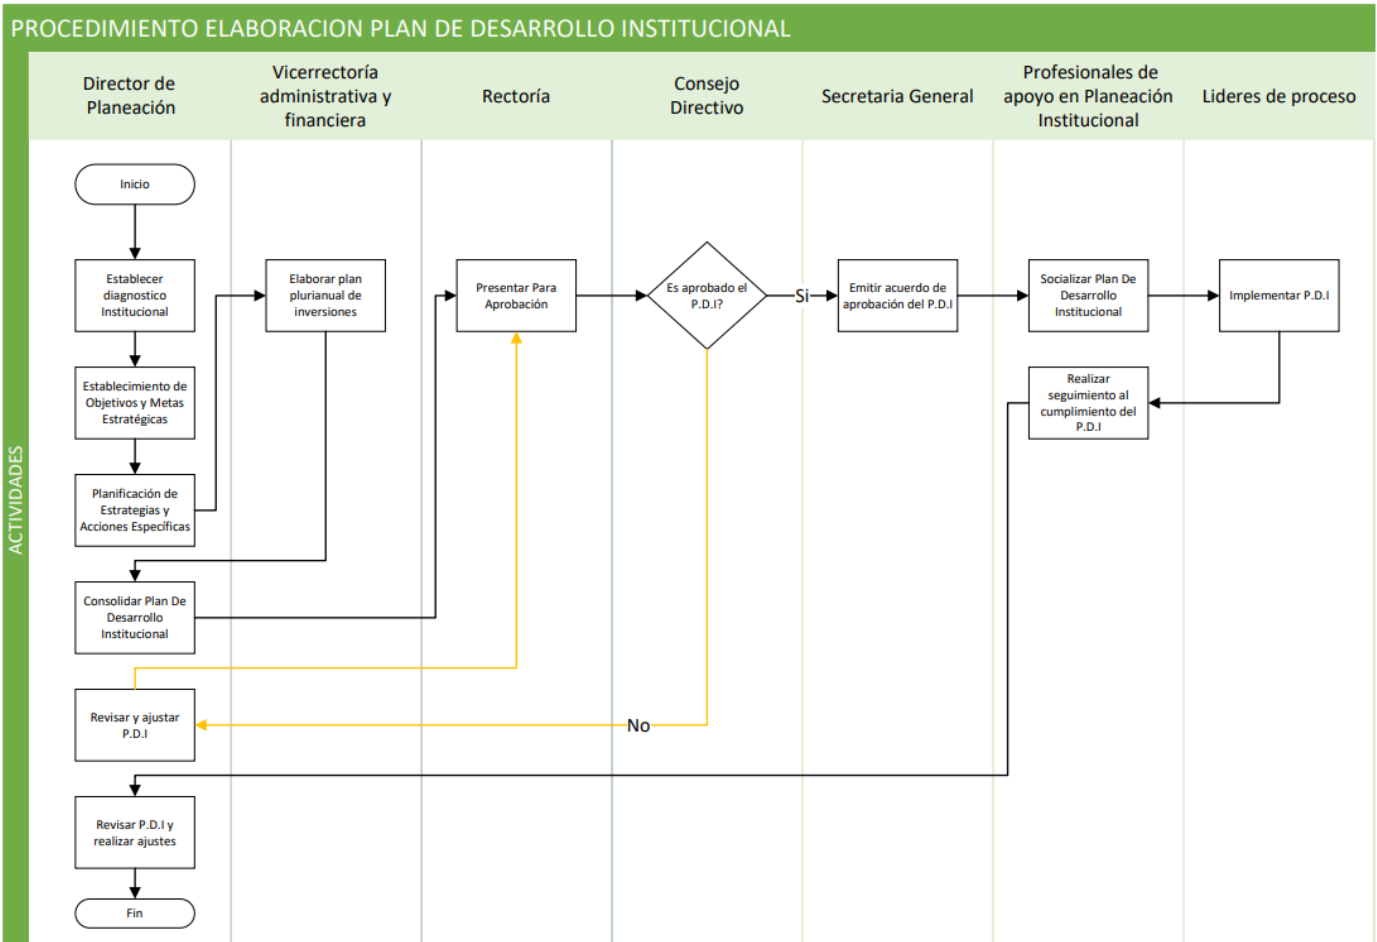 PROCEDIMIENTO ELABORACION PLAN DE DESARROLLO INSTITUCIONAL
ACTIVIDADES
Director de
Planeación
Vicerrectoría
administrativa y
financiera
Rectoría
Consejo
Directivo
Secretaria General
Profesionales de
apoyo en Planeación
Institucional
Lideres de proceso
Inicio
Establecer
diagnostico
Institucional
Elaborar plan
plurianual de
inversiones
Presentar Para
Aprobación
Es aprobado el
P.D.I?
Si
Emitir acuerdo de
aprobación del P.D.I
Socializar Plan De
Desarrollo
Institucional
Implementar P.D.I
Establecimiento de
Objetivos y Metas
Estratégicas
Realizar
seguimiento al
cumplimiento del
P.D.I
Planificación de
Estrategias y
Acciones Específicas
Consolidar Plan De
Desarrollo
Institucional
Revisar y ajustar
P.D.I
No
Revisar P.D.I y
realizar ajustes
Fin